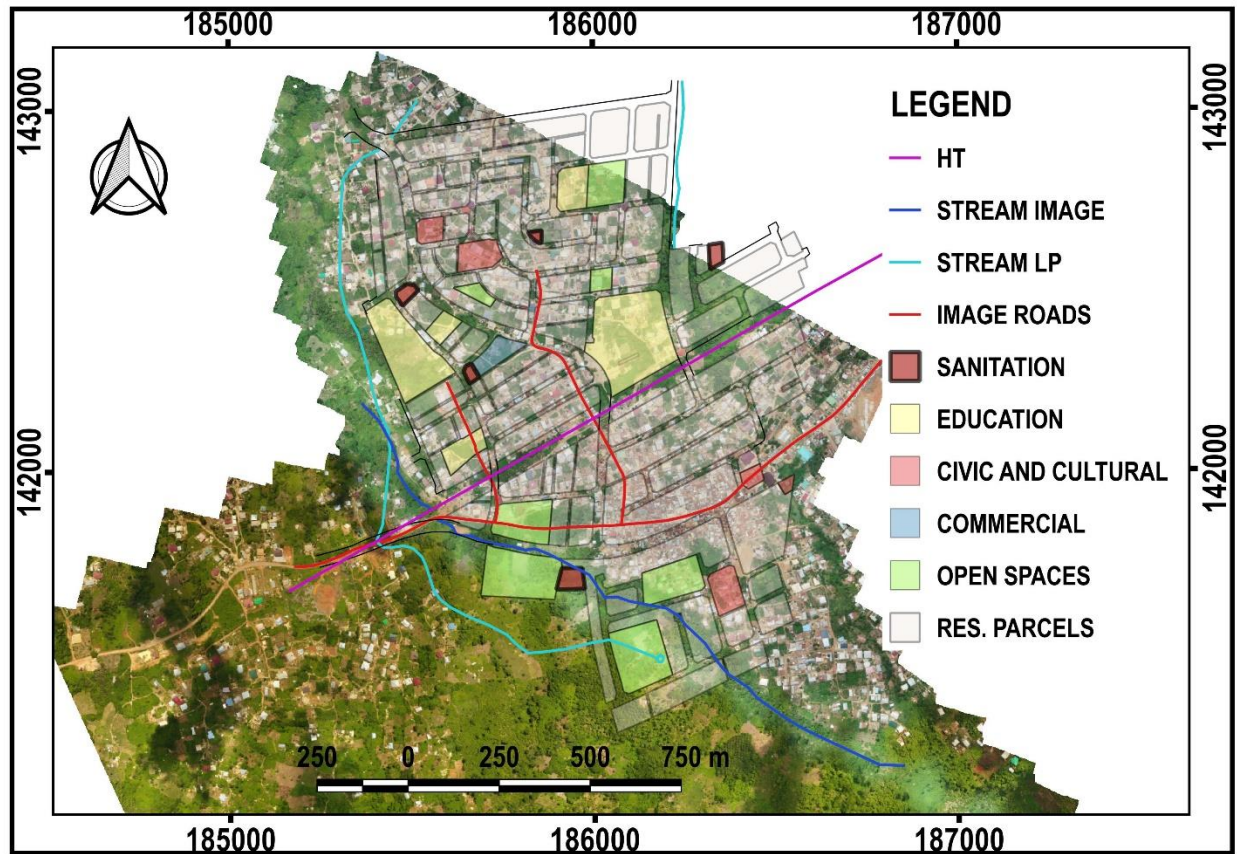 185000 186000 187000
143000 143000
142000 142000
LEGEND
HT
STREAM IMAGE
STREAM LP
IMAGE ROADS
SANITATION
EDUCATION
CIVIC AND CULTURAL
COMMERCIAL
OPEN SPACES
RES. PARCELS
250 0 250 500 750 m
185000 186000 187000